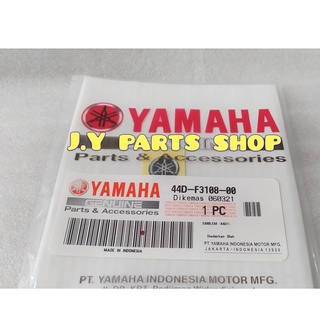 YAMAHA
J.Y PARTS SHOP
Parts & Accessories
YAMAHA
GENUINE
Parts & Accessories
44D-F3108-00
Dikemas 060321
1 PC
MADE IN INDONESIA
PT. YAMAHA INDONESIA MOTOR MFG.
PT. YAMAHA INDONESIA MOTOR MFG.